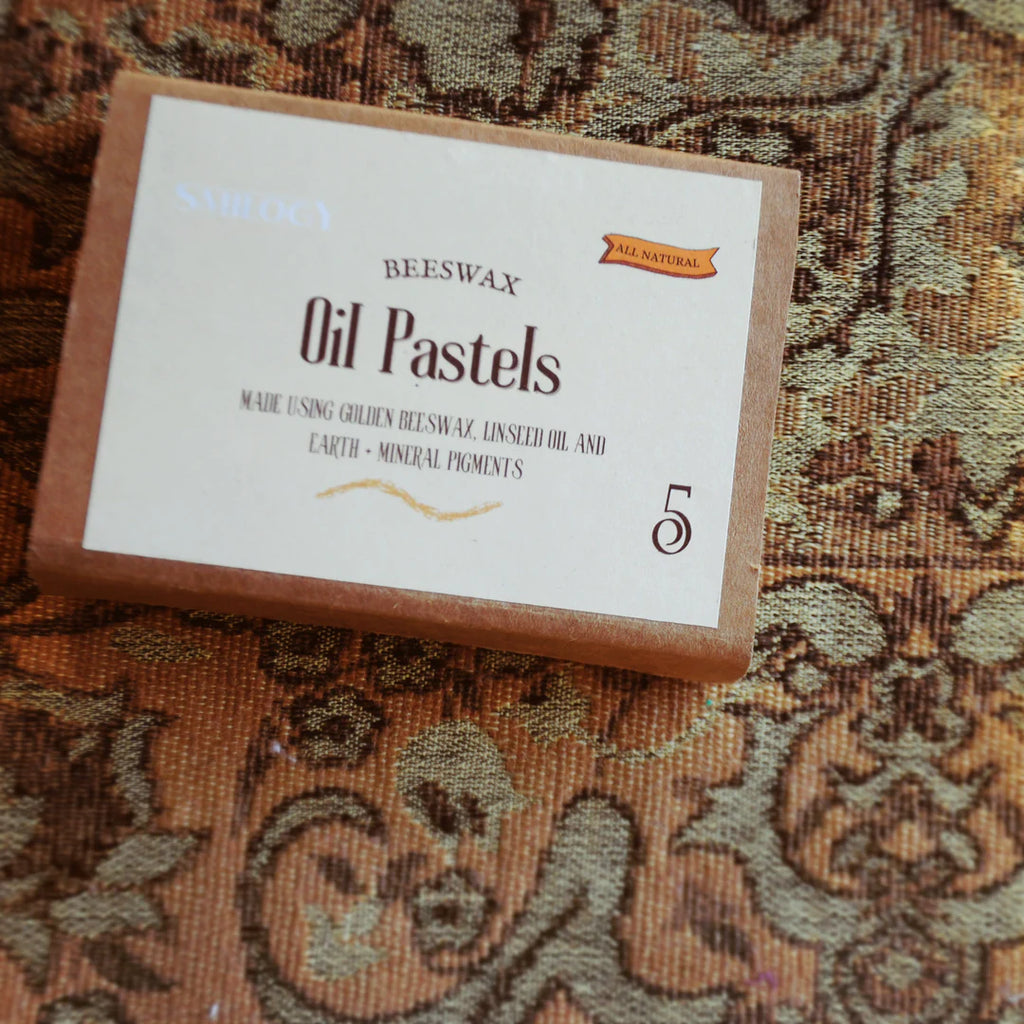 ALL NATURAL
BEESWAX
Oil Pastels
MADE USING GOLDEN BEESWAX, LINSEED OIL AND
EARTH + MINERAL PIGMENTS
5